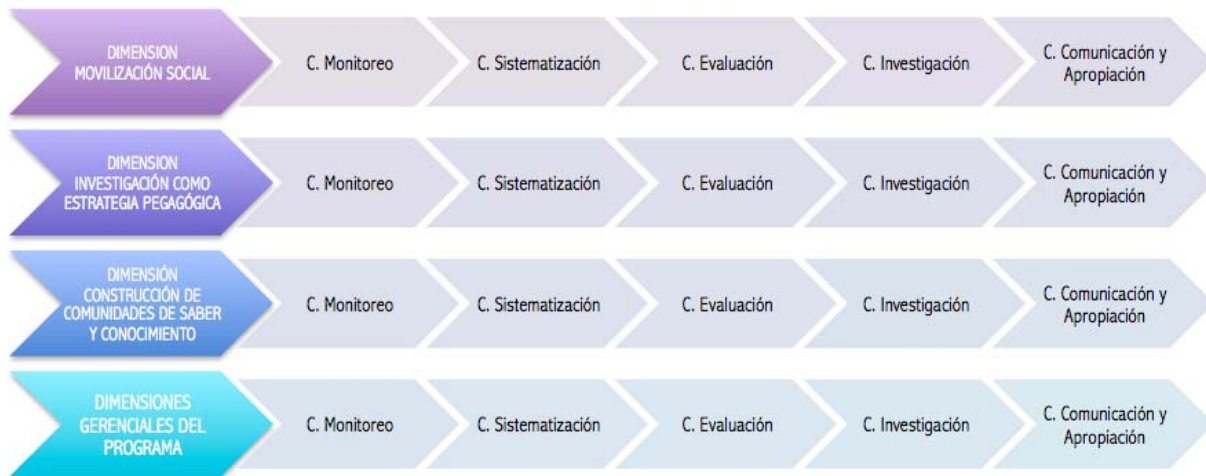 DIMENSION
MOVILIZACIÓN SOCIAL
C. Monitoreo
C. Sistematización
C. Evaluación
C. Investigación
C. Comunicación y
Apropiación
DIMENSION
INVESTIGACIÓN COMO
ESTRATEGIA PEGAGÓGICA
C. Monitoreo
C. Sistematización
C. Evaluación
C. Investigación
C. Comunicación y
Apropiación
DIMENSIÓN
CONSTRUCCIÓN DE
COMUNIDADES DE SABER
Y CONOCIMIENTO
C. Monitoreo
C. Sistematización
C. Evaluación
C. Investigación
C. Comunicación y
Apropiación
DIMENSIONES
GERENCIALES DEL
PROGRAMA
C. Monitoreo
C. Sistematización
C. Evaluación
C. Investigación
C. Comunicación y
Apropiación